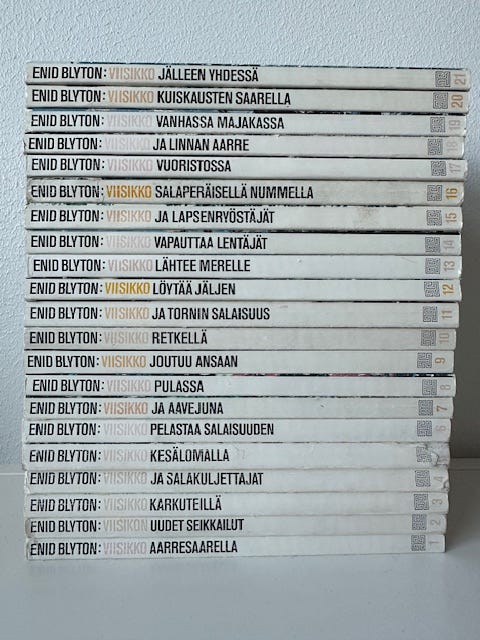 ENID BLYTON: VIISIKKO JÄLLEEN YHDESSÄ 21
ENID BLYTON: VIISIKKO KUISKAUSTEN SAARELLA 20
ENID BLYTON: VIISIKKO VANHASSA MAJAKASSA 19
ENID BLYTON: VIISIKKO JA LINNAN AARRE 18
ENID BLYTON: VIISIKKO VUORISTOSSA 17
ENID BLYTON: VIISIKKO SALAPERÄISELLÄ NUMMELLA 16
ENID BLYTON: VIISIKKO JA LAPSENRYÖSTÄJÄT 15
ENID BLYTON: VIISIKKO VAPAUTTAA LENTÄJÄT 14
ENID BLYTON: VIISIKKO LÄHTEE MERELLE 13
ENID BLYTON: VIISIKKO LÖYTÄÄ JÄLJEN 12
ENID BLYTON: VIISIKKO JA TORNIN SALAISUUS 11
ENID BLYTON: VIISIKKO RETKELLÄ 10
ENID BLYTON: VIISIKKO JOUTUU ANSAAN 9
ENID BLYTON: VIISIKKO PULASSA 8
ENID BLYTON: VIISIKKO JA AAVEJUNA 7
ENID BLYTON: VIISIKKO PELASTAA SALAISUUDEN 6
ENID BLYTON: VIISIKKO KESÄLOMALLA
ENID BLYTON: VIISIKKO JA SALAKULJETTAJAT 4
ENID BLYTON: VIISIKKO KARKUTEILLÄ 3
ENID BLYTON: VIISIKON UUDET SEIKKAILUT 2
ENID BLYTON: VIISIKKO AARRESAARELLA 1